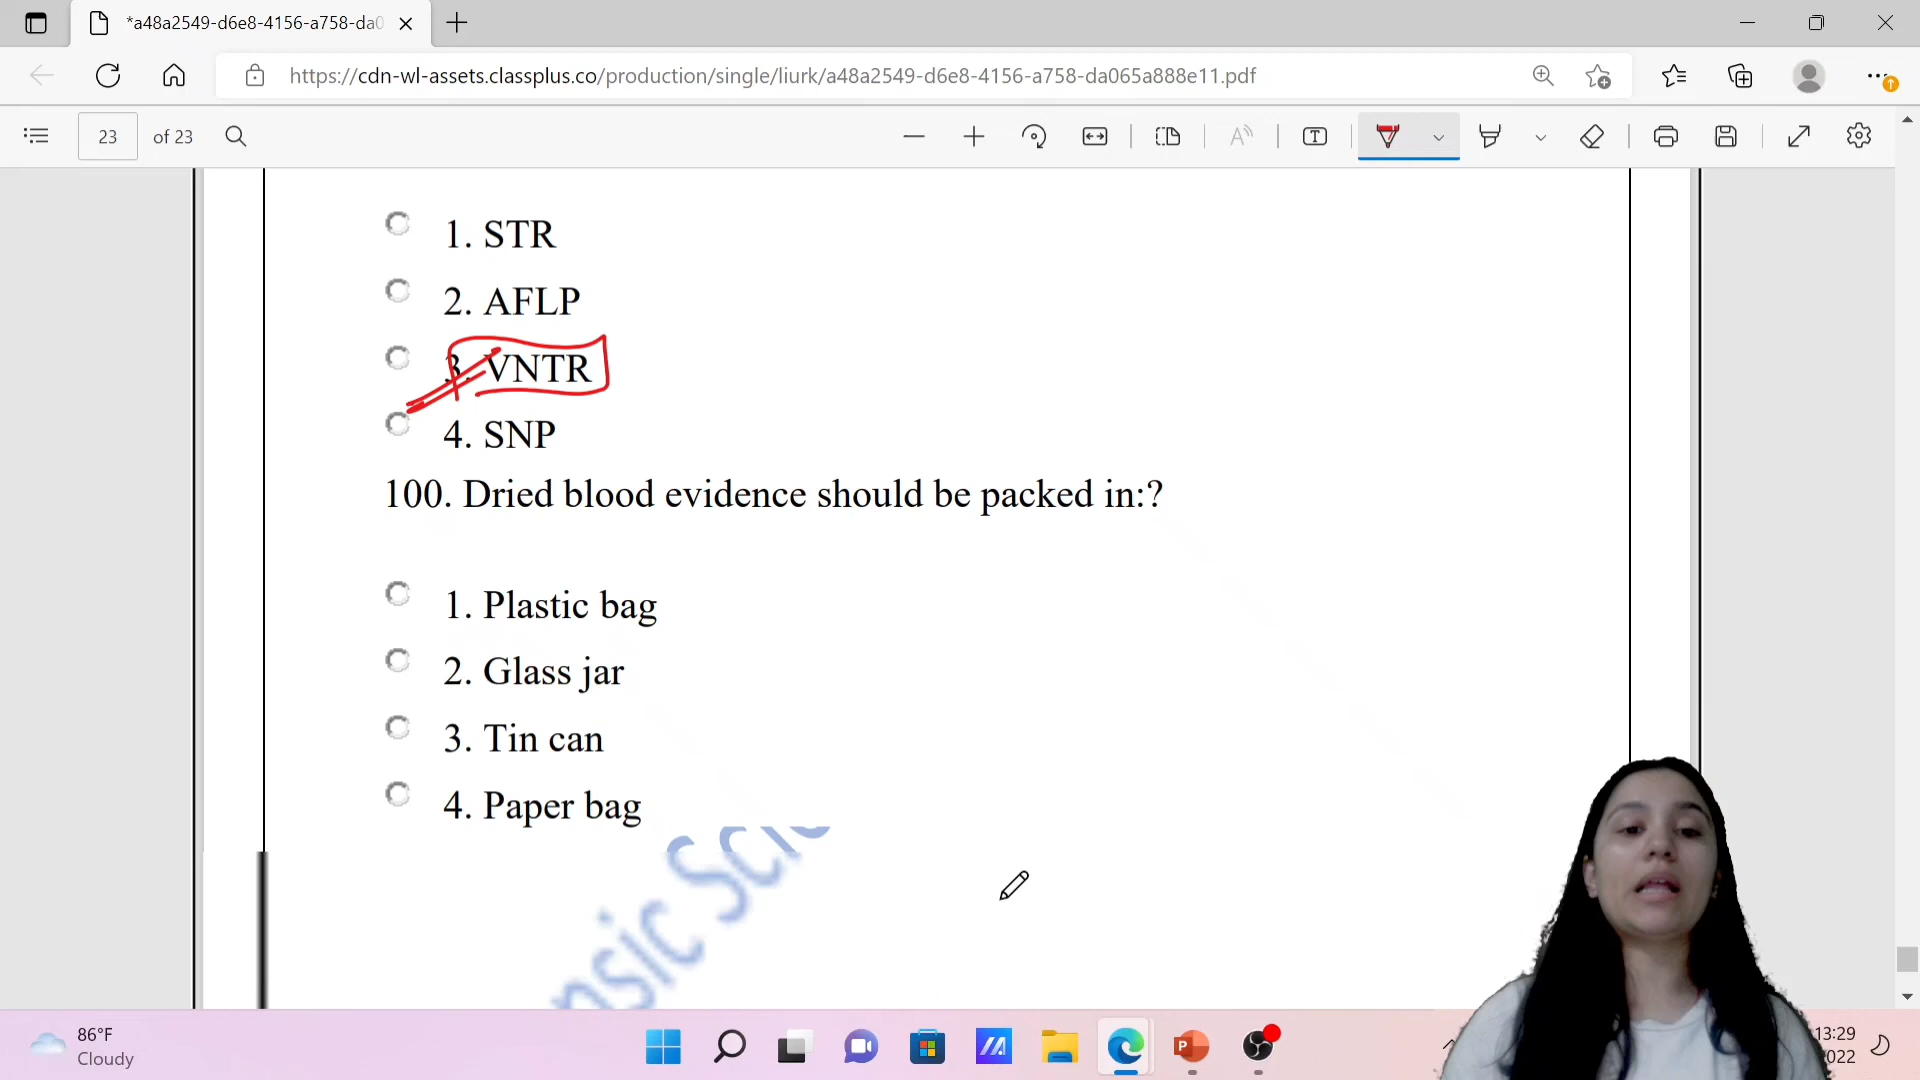 *a48a2549-d6e8-4156-a758-da0
https://cdn-wl-assets.classplus.co/production/single/liurk/a48a2549-d6e8-4156-a758-da065a888e11.pdf
23 of 23
1. STR
2. AFLP
3. VNTR
4. SNP
100. Dried blood evidence should be packed in:?
1. Plastic bag
2. Glass jar
3. Tin can
4. Paper bag
86°F
Cloudy
13:29